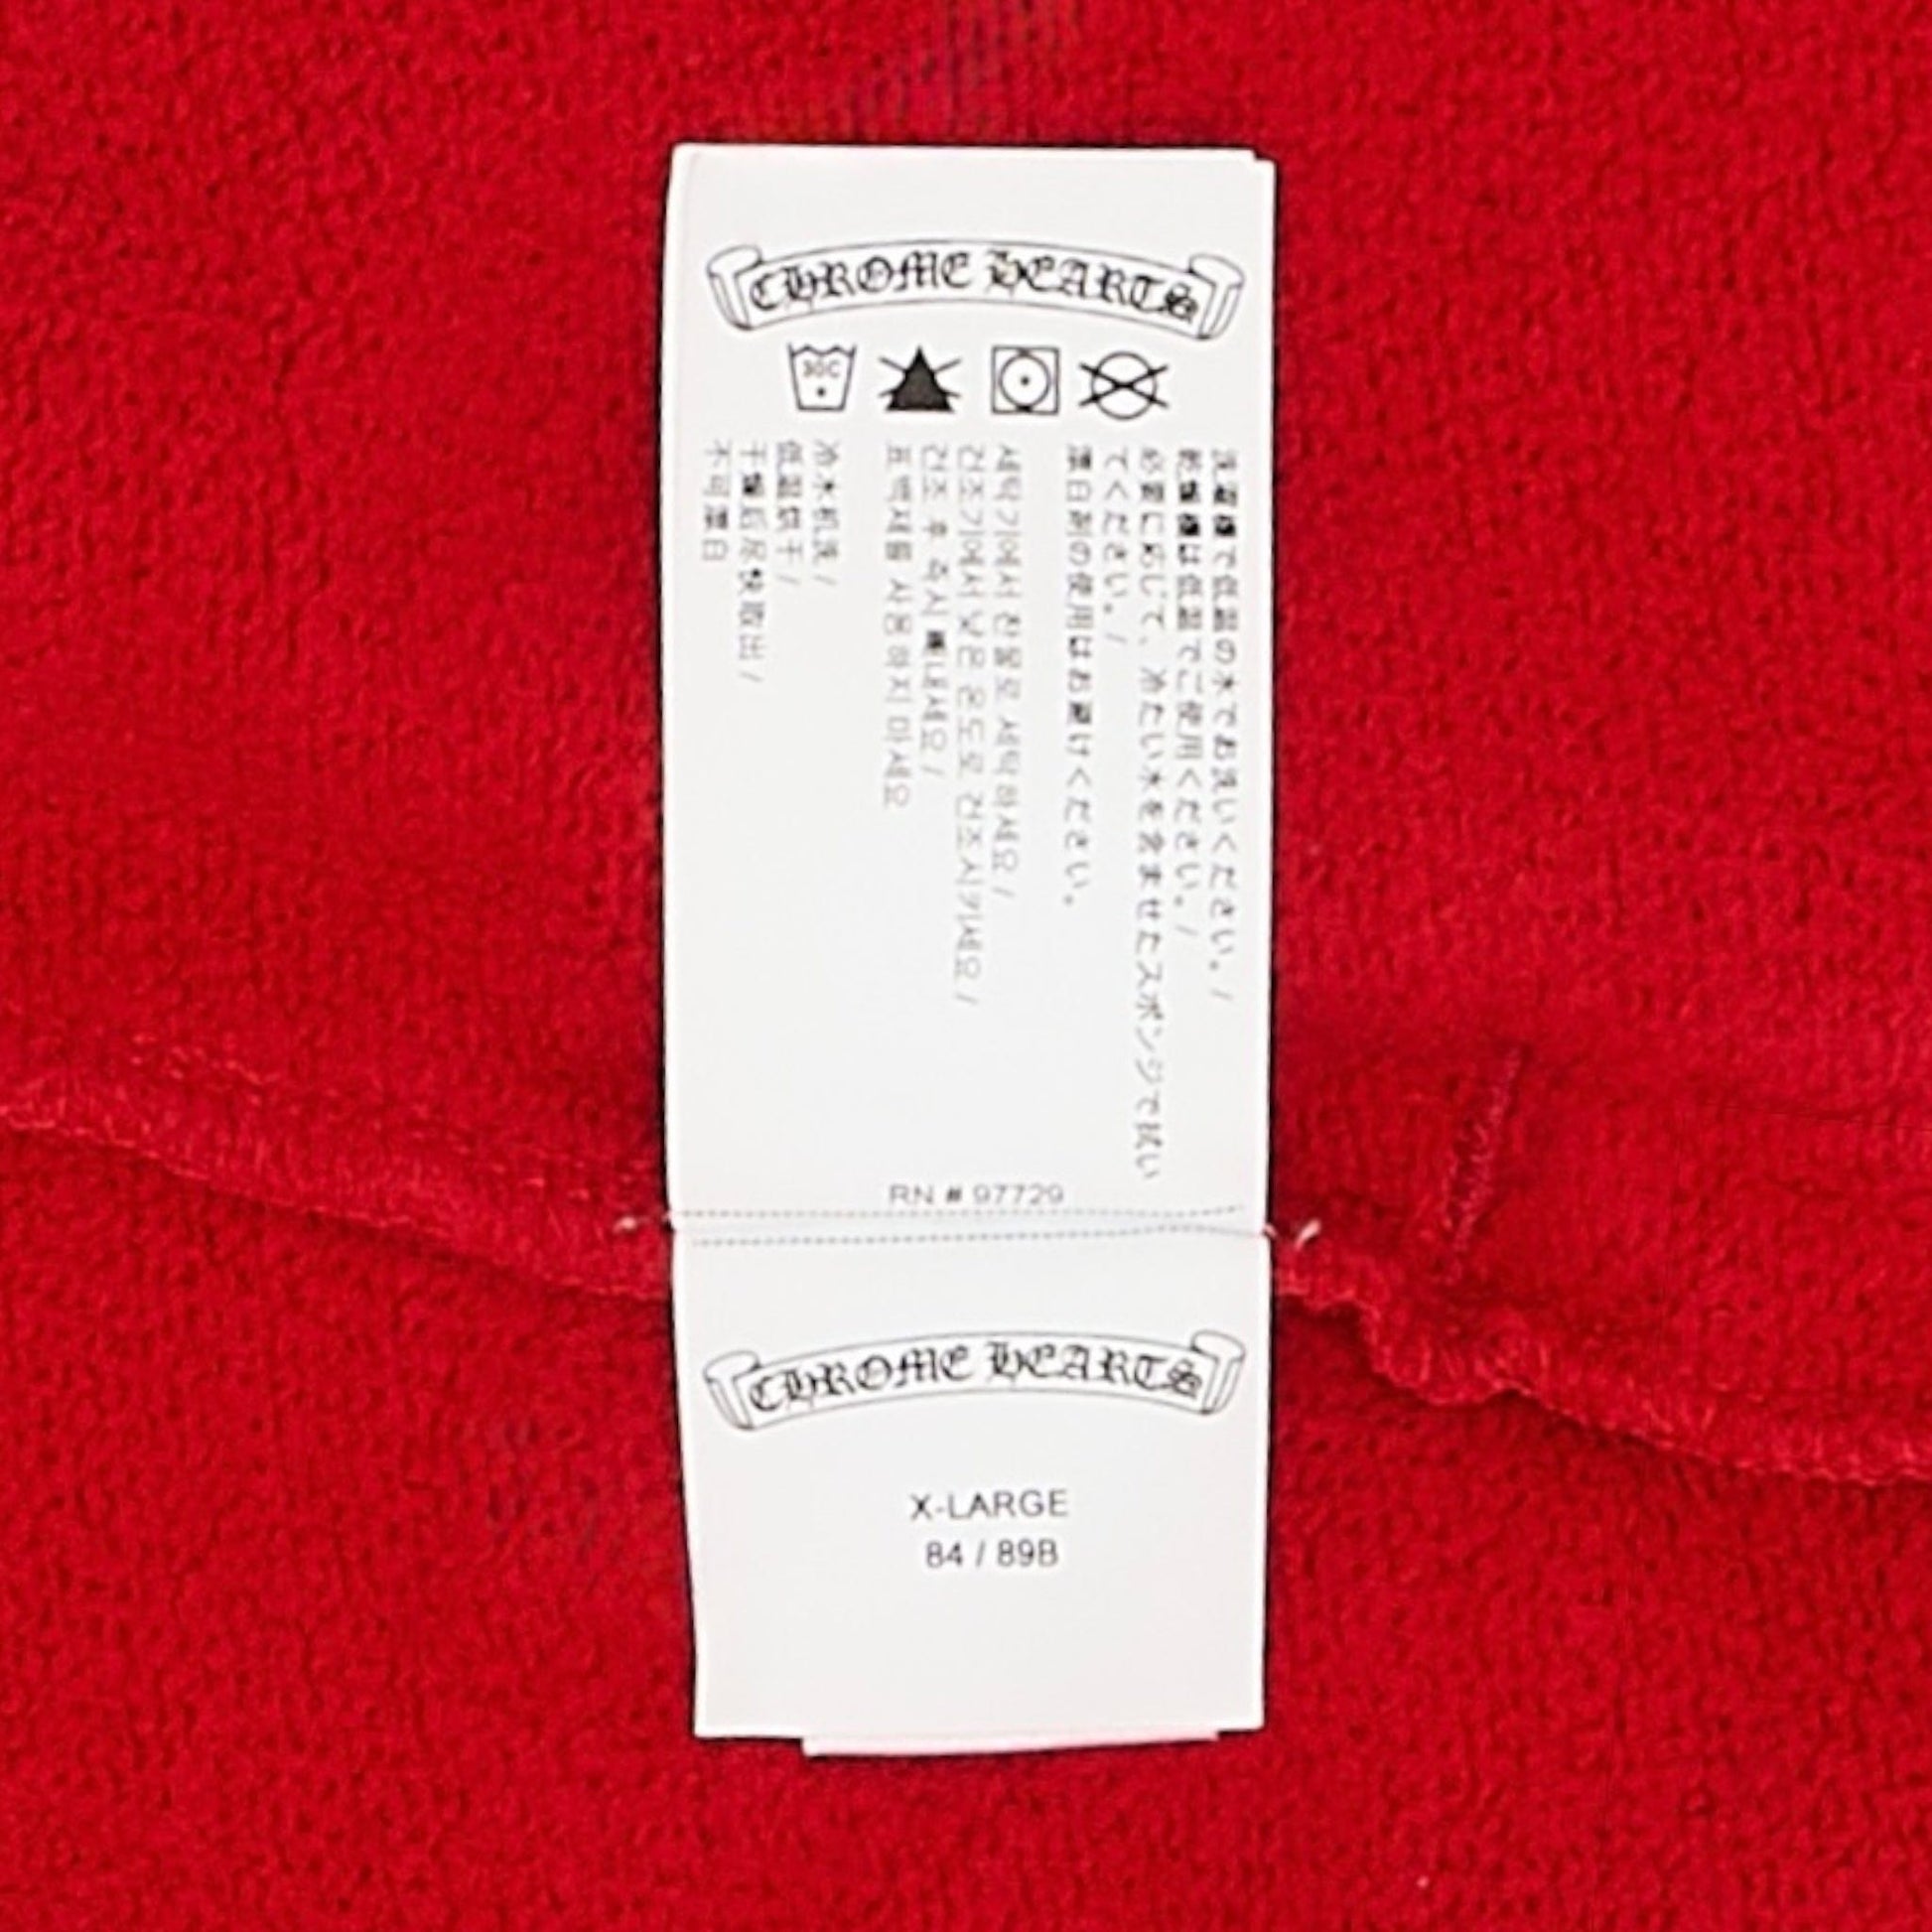 CHROME HEARTS
30C
洗濯機で低温の水でお洗いください。/
乾燥機は低温でご使用ください。/
必要に応じて、冷たい水を含ませたスポンジで拭い
てください。/
漂白剤の使用はお避けください。
세탁기에서 찬물로 세탁하세요 /
건조기에서 낮은 온도로 건조시키세요 /
건조 후 즉시 꺼내세요 /
표백제를 사용하지 마세요
冷水机洗 /
低温烘干 /
干燥后尽快取出 /
不可漂白
RN # 97729
CHROME HEARTS
X-LARGE
84 / 89B